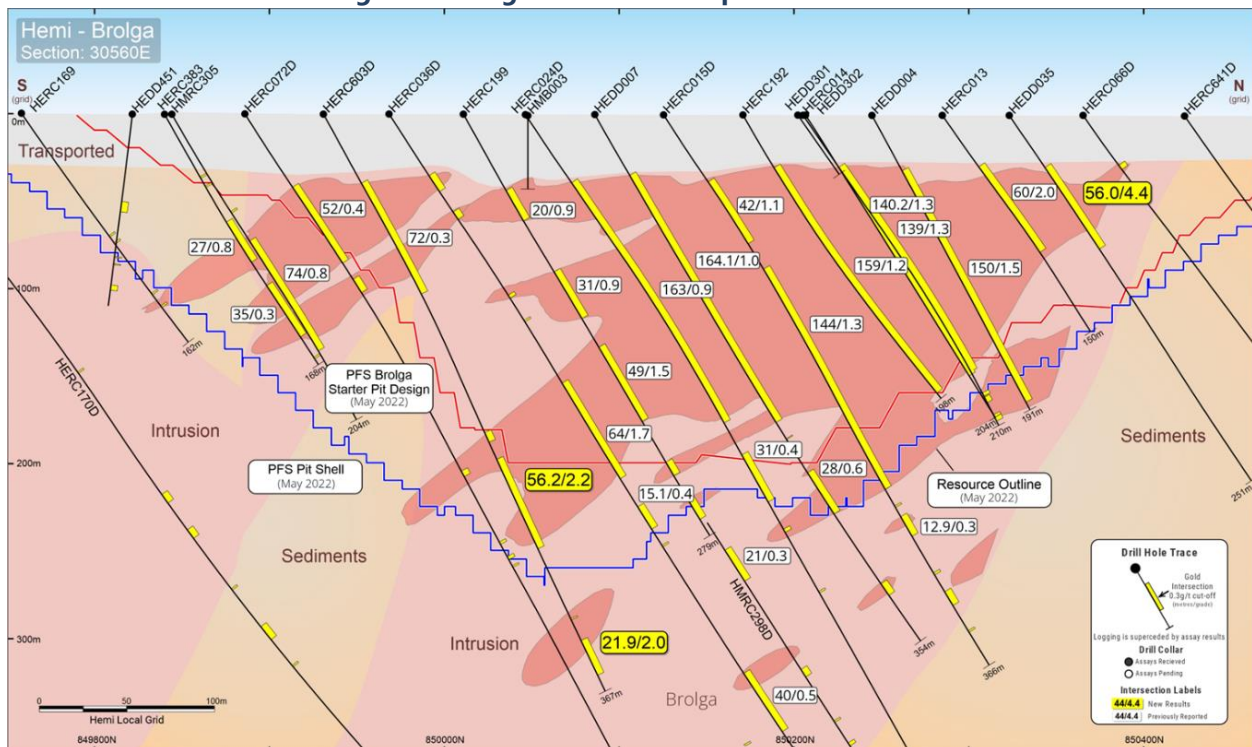 Hemi - Brolga
Section: 30560E
S
(grid)
N
(grid)
HERC169
HEDD451
HERC383
HMRC305
HERC072D
HERC603D
HERC036D
HERC199
HERC024D
HMB003
HEDD007
HERC015D
HERC192
HEDD301
HERC014
HEDD302
HEDD004
HERC013
HEDD035
HERC066D
HERC641D
0m
Transported
52/0.4
20/0.9
42/1.1
140.2/1.3
60/2.0
56.0/4.4
27/0.8
72/0.3
139/1.3
74/0.8
31/0.9
164.1/1.0
159/1.2
150/1.5
100m
35/0.3
163/0.9
144/1.3
162m
168m
150m
HERC170D
PFS Brolga
Starter Pit Design
(May 2022)
49/1.5
198m
191m
204m
204m
210m
Intrusion
64/1.7
Sediments
200m
PFS Pit Shell
(May 2022)
56.2/2.2
31/0.4
28/0.6
Resource Outline
(May 2022)
251m
15.1/0.4
12.9/0.3
279m
21/0.3
Sediments
HMRC298D
300m
Intrusion
21.9/2.0
354m
366m
367m
Brolga
40/0.5
Drill Hole Trace
Gold
Intersection
0.3g/t cut-off
(metres/grade)
Logging is superceded by assay results
Drill Collar
Assays Recieved
Assays Pending
Intersection Labels
44/4.4 New Results
44/4.4 Previously Reported
0 50 100m
Hemi Local Grid
849800N
850000N
850200N
850400N